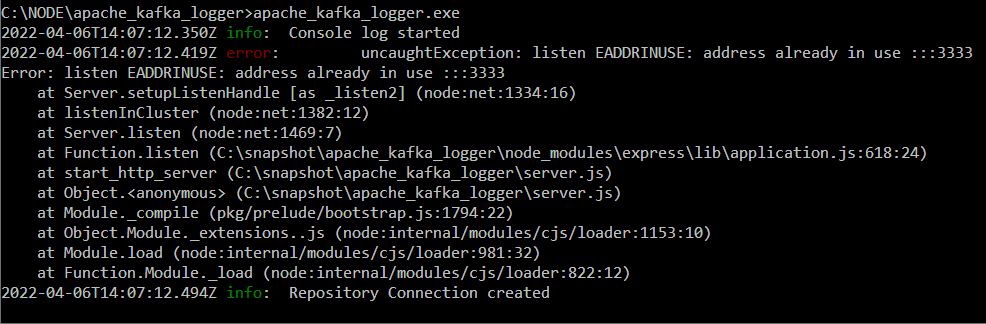 C:\NODE\apache_kafka_logger>apache_kafka_logger.exe
2022-04-06T14:07:12.350Z info:  Console log started
2022-04-06T14:07:12.419Z error:         uncaughtException: listen EADDRINUSE: address already in use :::3333
Error: listen EADDRINUSE: address already in use :::3333
    at Server.setupListenHandle [as _listen2] (node:net:1334:16)
    at listenInCluster (node:net:1382:12)
    at Server.listen (node:net:1469:7)
    at Function.listen (C:\snapshot\apache_kafka_logger\node_modules\express\lib\application.js:618:24)
    at start_http_server (C:\snapshot\apache_kafka_logger\server.js)
    at Object.<anonymous> (C:\snapshot\apache_kafka_logger\server.js)
    at Module._compile (pkg/prelude/bootstrap.js:1794:22)
    at Object.Module._extensions..js (node:internal/modules/cjs/loader:1153:10)
    at Module.load (node:internal/modules/cjs/loader:981:32)
    at Function.Module._load (node:internal/modules/cjs/loader:822:12)
2022-04-06T14:07:12.494Z info:  Repository Connection created